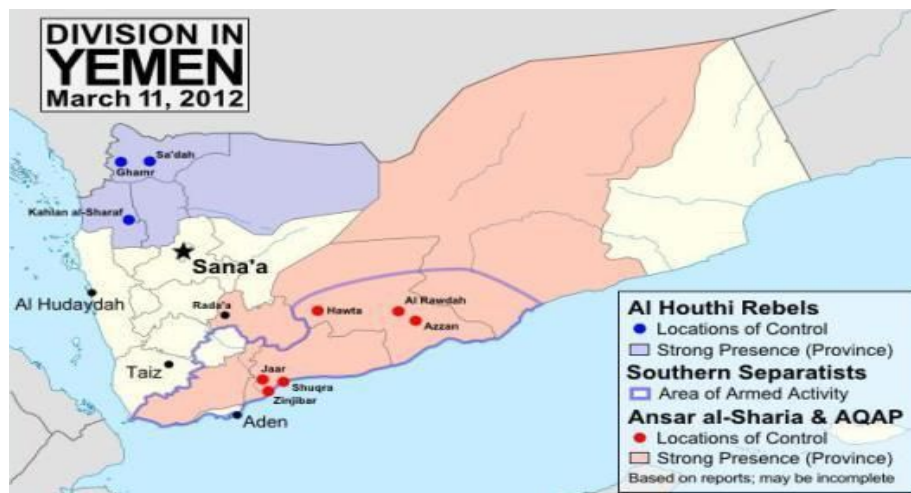 DIVISION IN
YEMEN
March 11, 2012
Sa'dah
Ghamr
Kahlan al-Sharaf
Sana'a
Al Hudaydah
Rada'a
Hawta
Al Rawdah
Azzan
Taiz
Jaar
Shuqra
Zinjibar
Aden
Al Houthi Rebels
Locations of Control
Strong Presence (Province)
Southern Separatists
Area of Armed Activity
Ansar al-Sharia & AQAP
Locations of Control
Strong Presence (Province)
Based on reports; may be incomplete